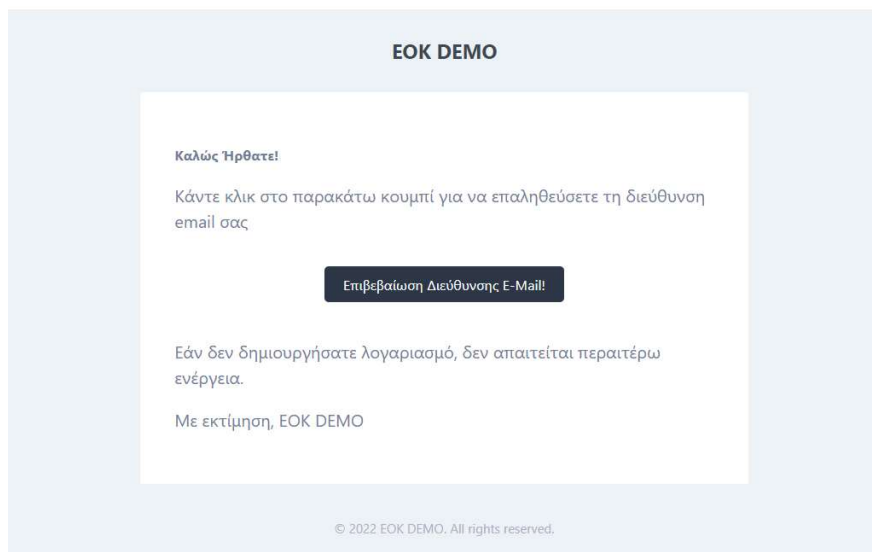 EOK DEMO
Καλώς Ήρθατε!
Κάντε κλικ στο παρακάτω κουμπί για να επαληθεύσετε τη διεύθυνση
email σας
Επιβεβαίωση Διεύθυνσης E-Mail!
Εάν δεν δημιουργήσατε λογαριασμό, δεν απαιτείται περαιτέρω
ενέργεια.
Με εκτίμηση, EOK DEMO
© 2022 EOK DEMO. All rights reserved.